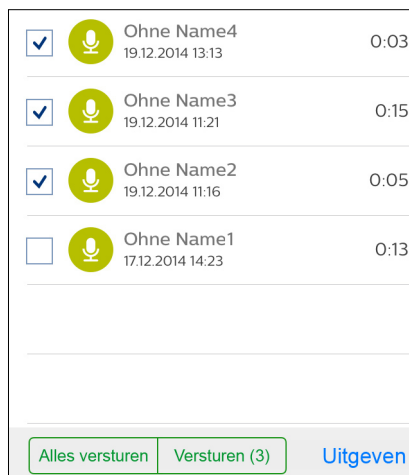 Ohne Name4
19.12.2014 13:13
0:03
Ohne Name3
19.12.2014 11:21
0:15
Ohne Name2
19.12.2014 11:16
0:05
Ohne Name1
17.12.2014 14:23
0:13
Alles versturen
Versturen (3)
Uitgeven